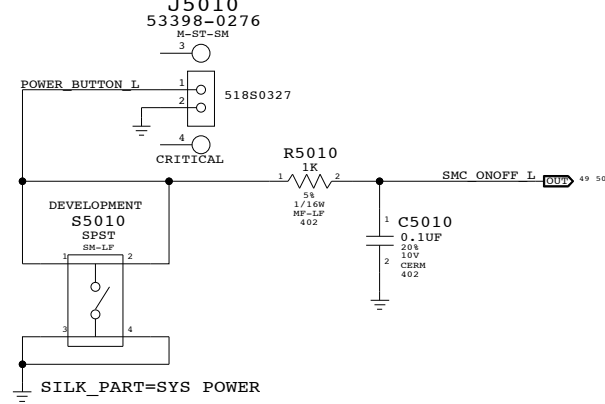 J5010
53398-0276
M-ST-SM
3
POWER_BUTTON_L
1
518S0327
2
4
CRITICAL
R5010
1K
1
2
5%
1/16W
MF-LF
402
SMC_ONOFF_L
OUT
49 50
DEVELOPMENT
S5010
SPST
SM-LF
1
2
3
4
1
C5010
0.1UF
20%
10V
2
CERM
402
SILK_PART=SYS POWER